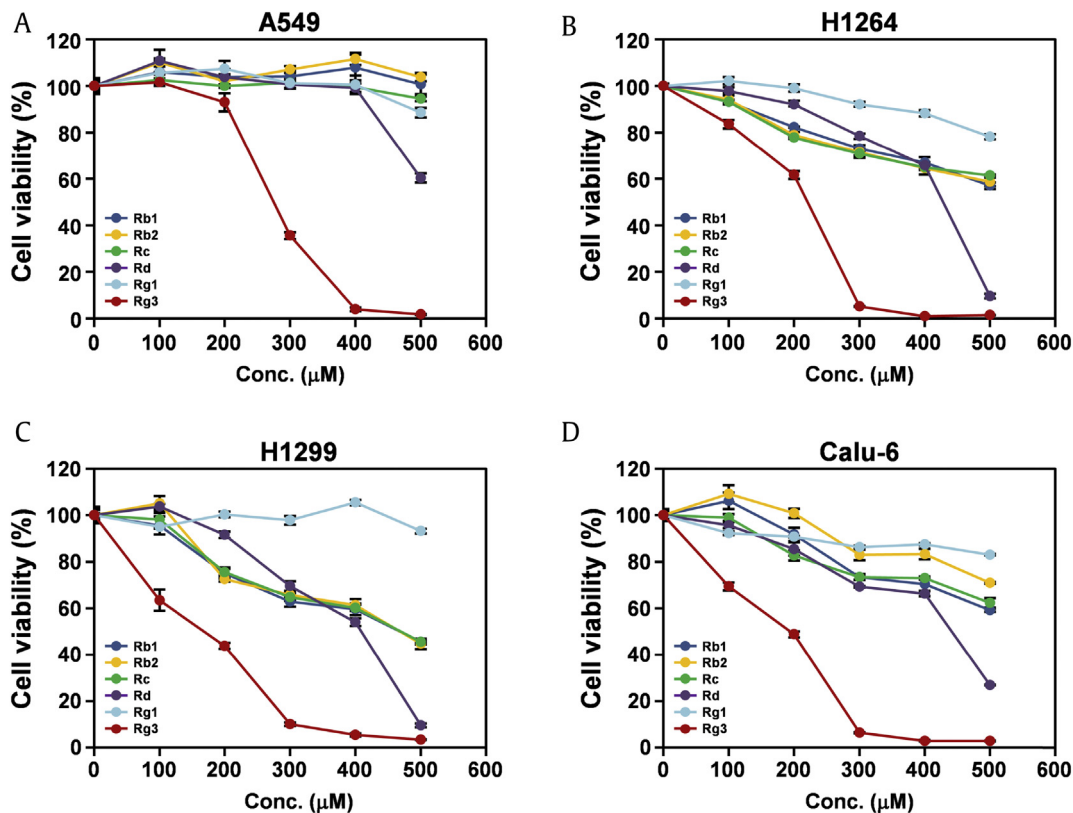 A
A549
Cell viability (%)
120
100
80
60
40
20
0
Rb1
Rb2
Rc
Rd
Rg1
Rg3
0 100 200 300 400 500 600
Conc. (μM)
B
H1264
Cell viability (%)
120
100
80
60
40
20
0
Rb1
Rb2
Rc
Rd
Rg1
Rg3
0 100 200 300 400 500 600
Conc. (μM)
C
H1299
Cell viability (%)
120
100
80
60
40
20
0
Rb1
Rb2
Rc
Rd
Rg1
Rg3
0 100 200 300 400 500 600
Conc. (μM)
D
Calu-6
Cell viability (%)
120
100
80
60
40
20
0
Rb1
Rb2
Rc
Rd
Rg1
Rg3
0 100 200 300 400 500 600
Conc. (μM)